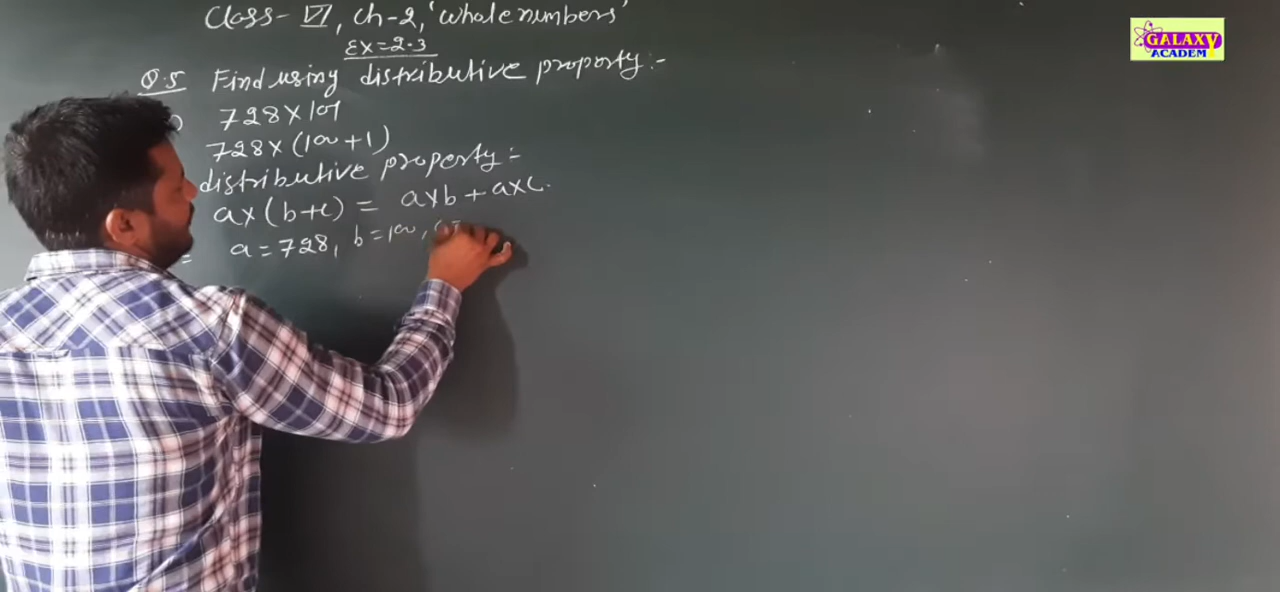 Class - VI, Ch-2, 'Whole numbers'
Ex = 2.3
Q.5 Find using distributive property :-
728 × 101
728 × (100 + 1)
distributive property :-
a × (b + c) = a × b + a × c.
= a = 728, b = 100,
GALAXY
ACADEM